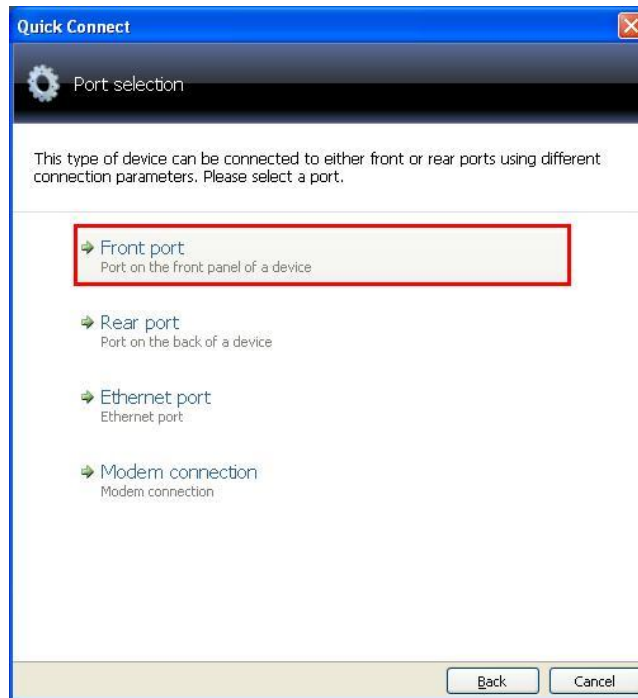 Quick Connect
Port selection
This type of device can be connected to either front or rear ports using different
connection parameters. Please select a port.
Front port
Port on the front panel of a device
Rear port
Port on the back of a device
Ethernet port
Ethernet port
Modem connection
Modem connection
Back Cancel